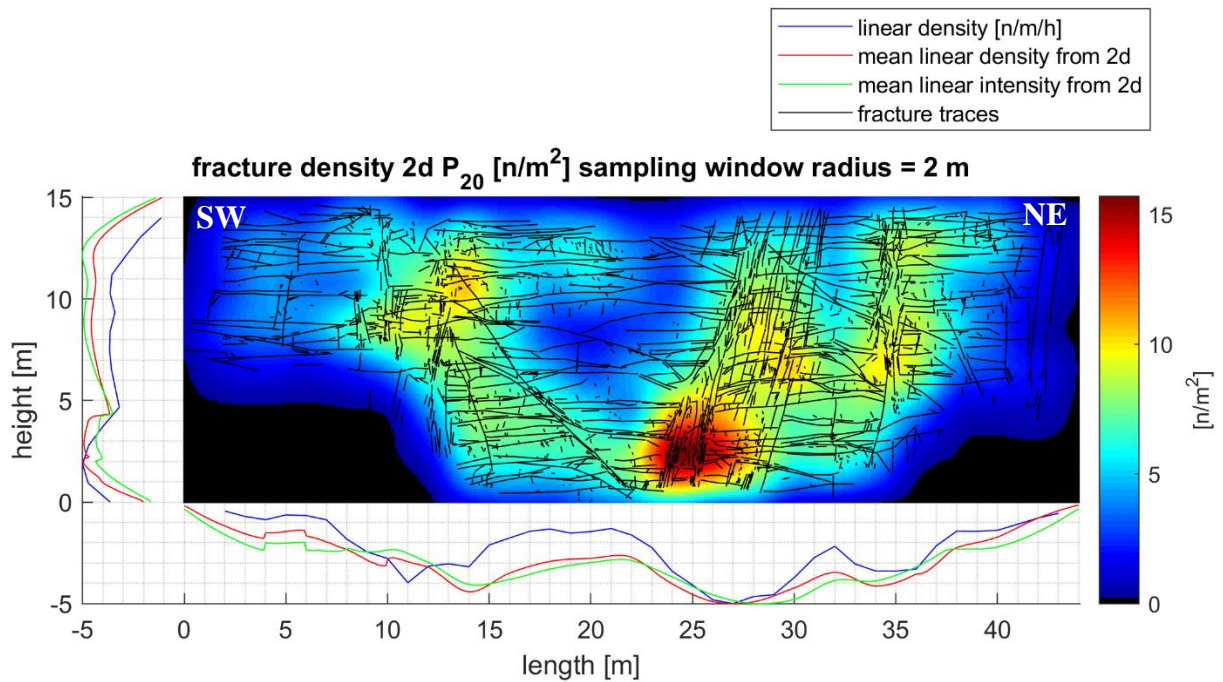 linear density [n/m/h]
mean linear density from 2d
mean linear intensity from 2d
fracture traces
fracture density 2d P₂₀ [n/m²] sampling window radius = 2 m
SW
NE
15
10
5
0
-5
height [m]
-5
0
5
10
15
20
25
30
35
40
length [m]
15
10
5
0
[n/m²]